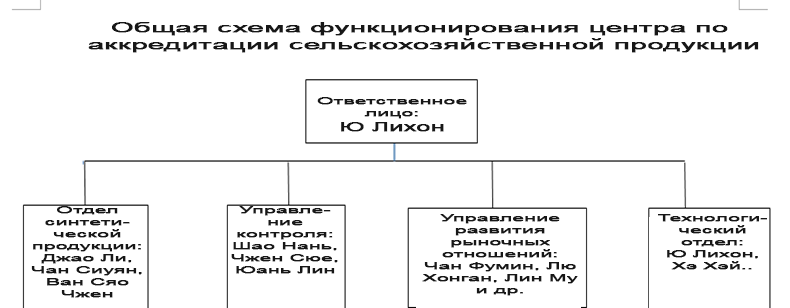 Общая схема функционирования центра по
аккредитации сельскохозяйственной продукции
Ответственное
лицо:
Ю Лихон
Отдел
синтети-
ческой
продукции:
Джао Ли,
Чан Сиуян,
Ван Сяо
Чжен
Управле-
ние
контроля:
Шао Нань,
Чжен Сюе,
Юань Лин
Управление
развития
рыночных
отношений:
Чан Фумин, Лю
Хонган, Лин Му
и др.
Технологи-
ческий
отдел:
Ю Лихон,
Хэ Хэй..